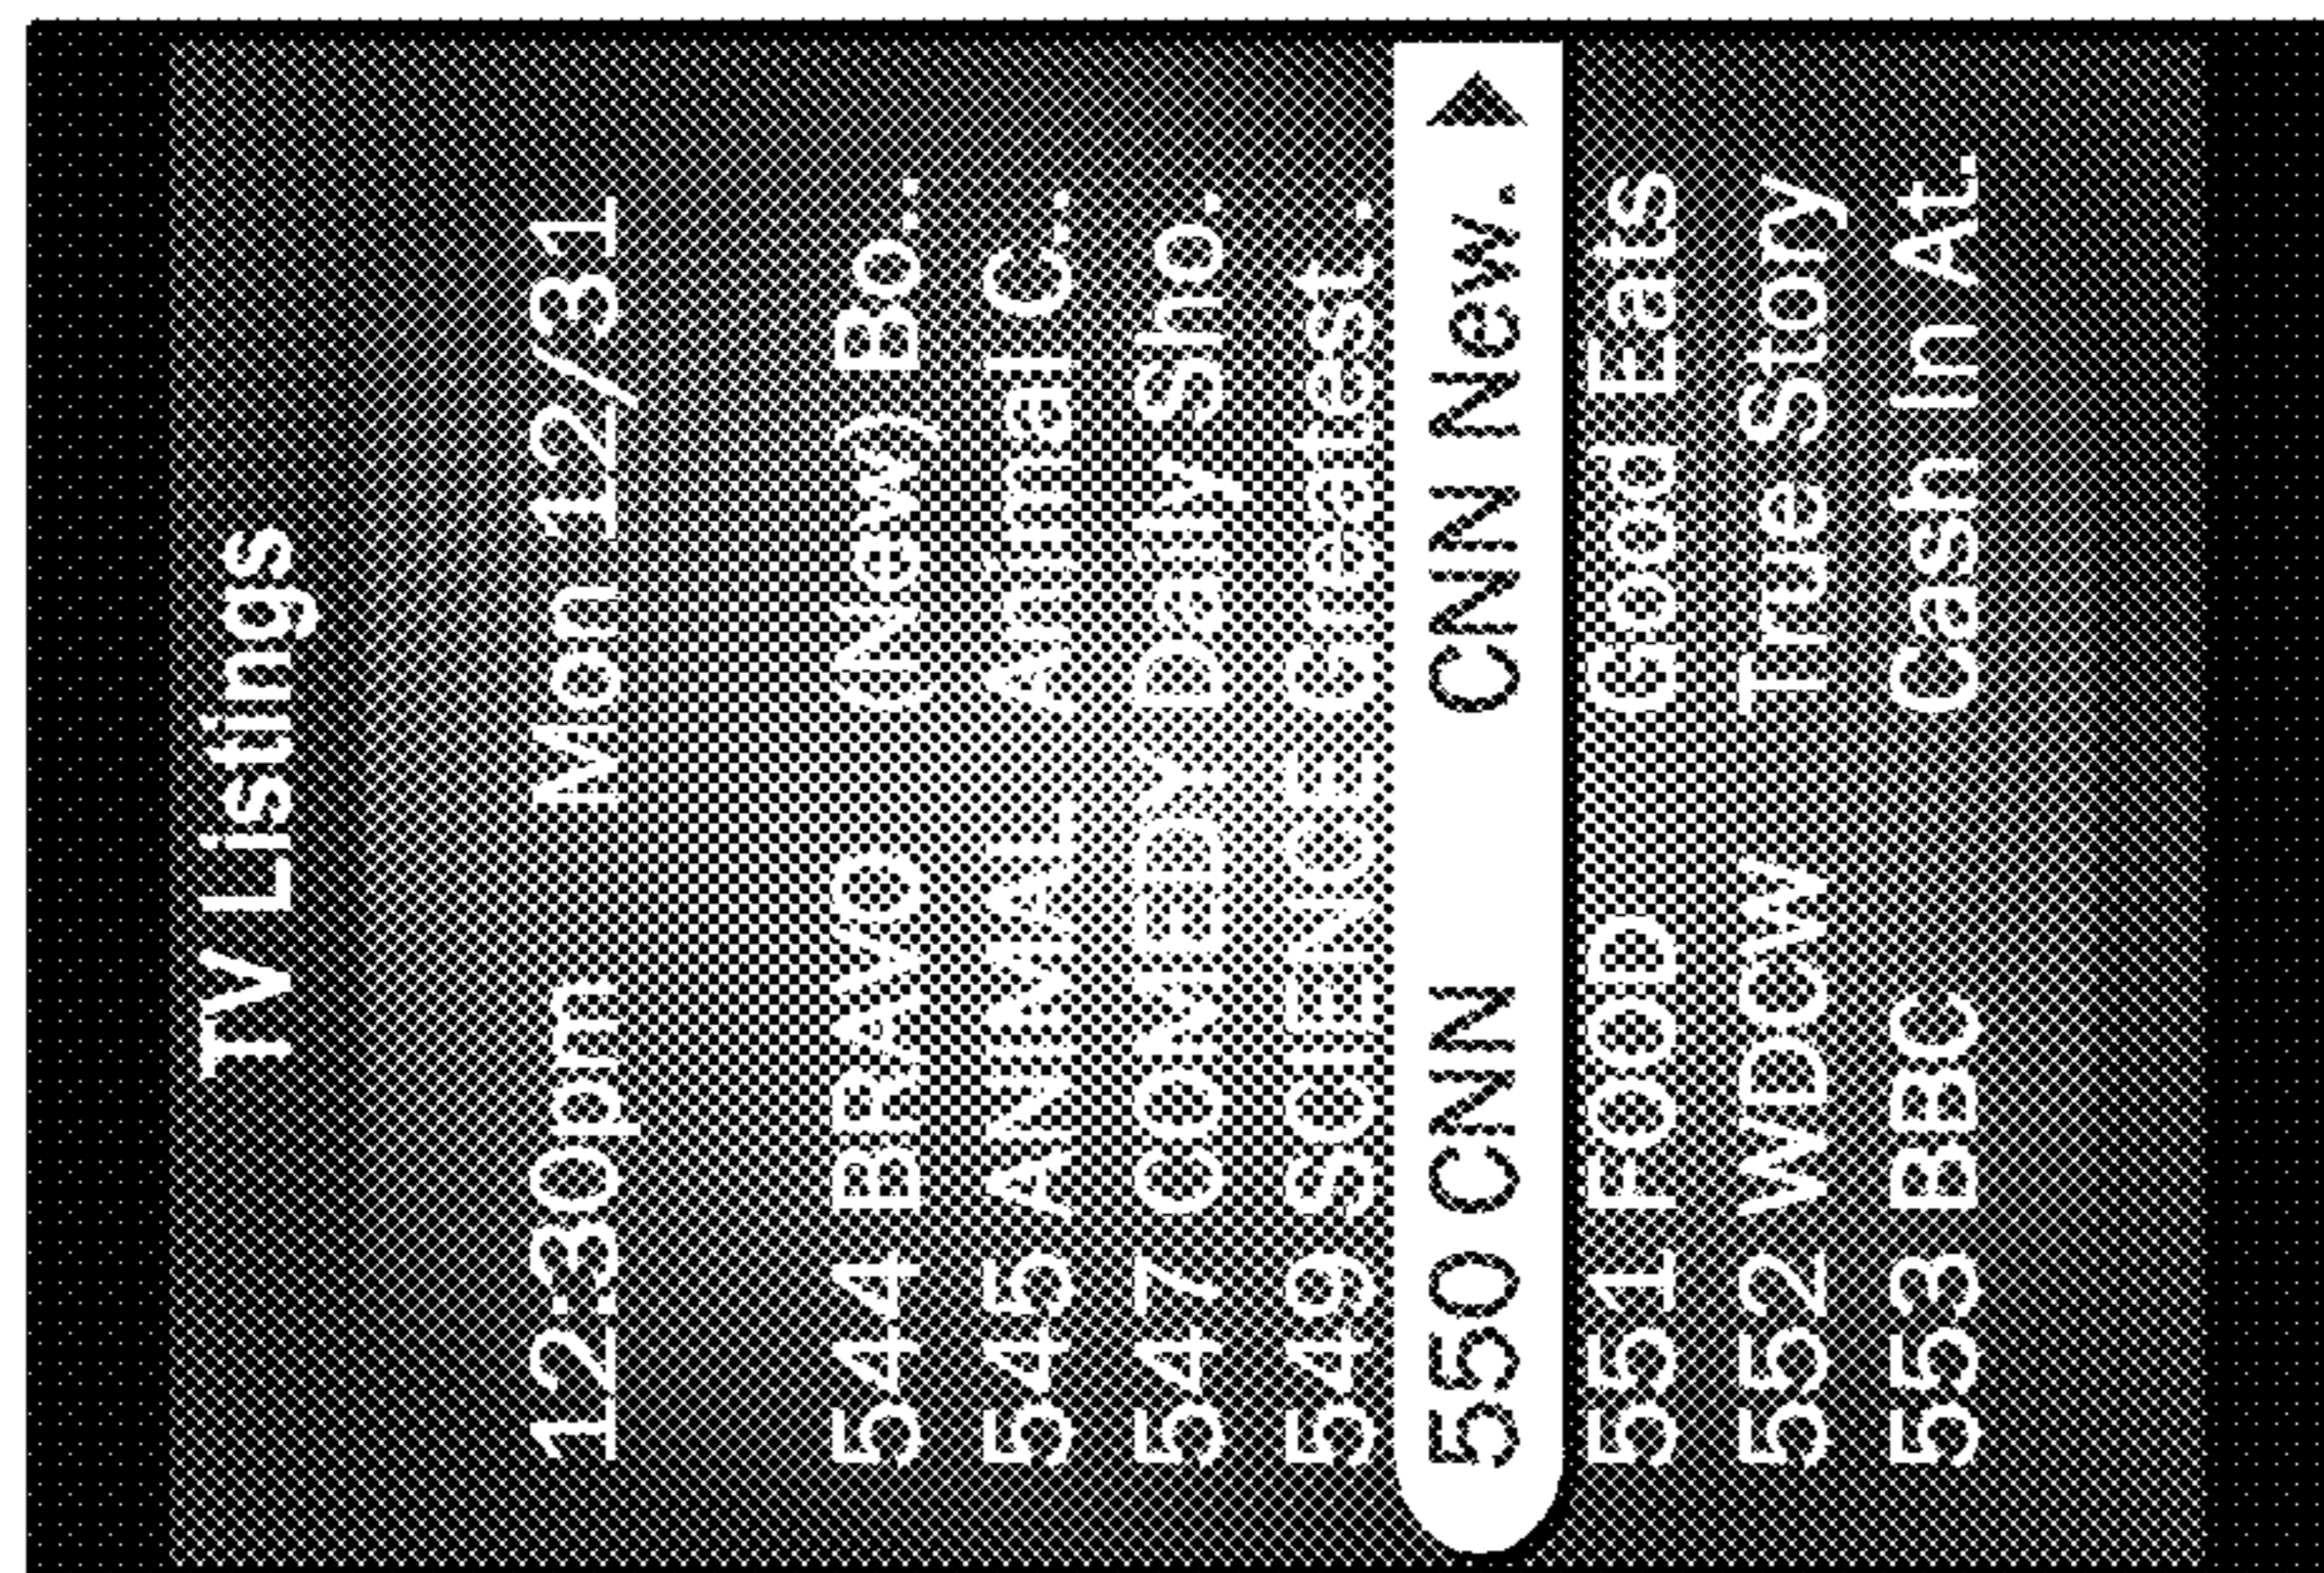 TV Listings
12:30pm Mon 12/31
544 BRAVO (New) Bo...
545 ANIMAL Animal C..
547 COMEDY Daily Sho.
549 SCIENCE Greatest .
550 CNN CNN New.
551 FOOD Good Eats
552 WDCW True Story
553 BBC Cash In At.